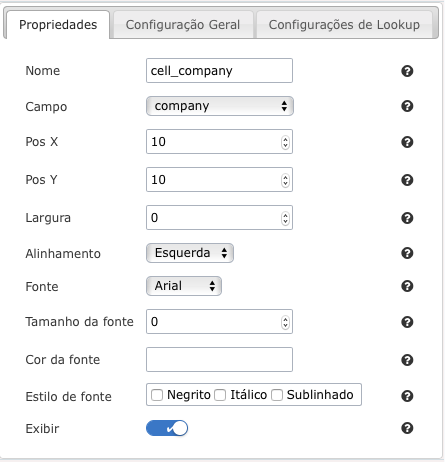 Propriedades Configuração Geral Configurações de Lookup
Nome cell_company
Campo company
Pos X 10
Pos Y 10
Largura 0
Alinhamento Esquerda
Fonte Arial
Tamanho da fonte 0
Cor da fonte
Estilo de fonte Negrito Itálico Sublinhado
Exibir